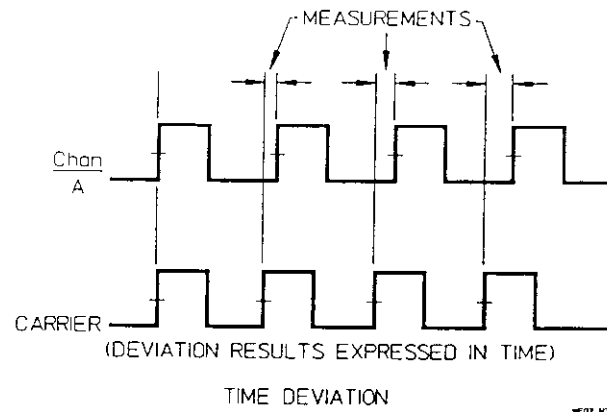 MEASUREMENTS
Chan
A
CARRIER
(DEVIATION RESULTS EXPRESSED IN TIME)
TIME DEVIATION